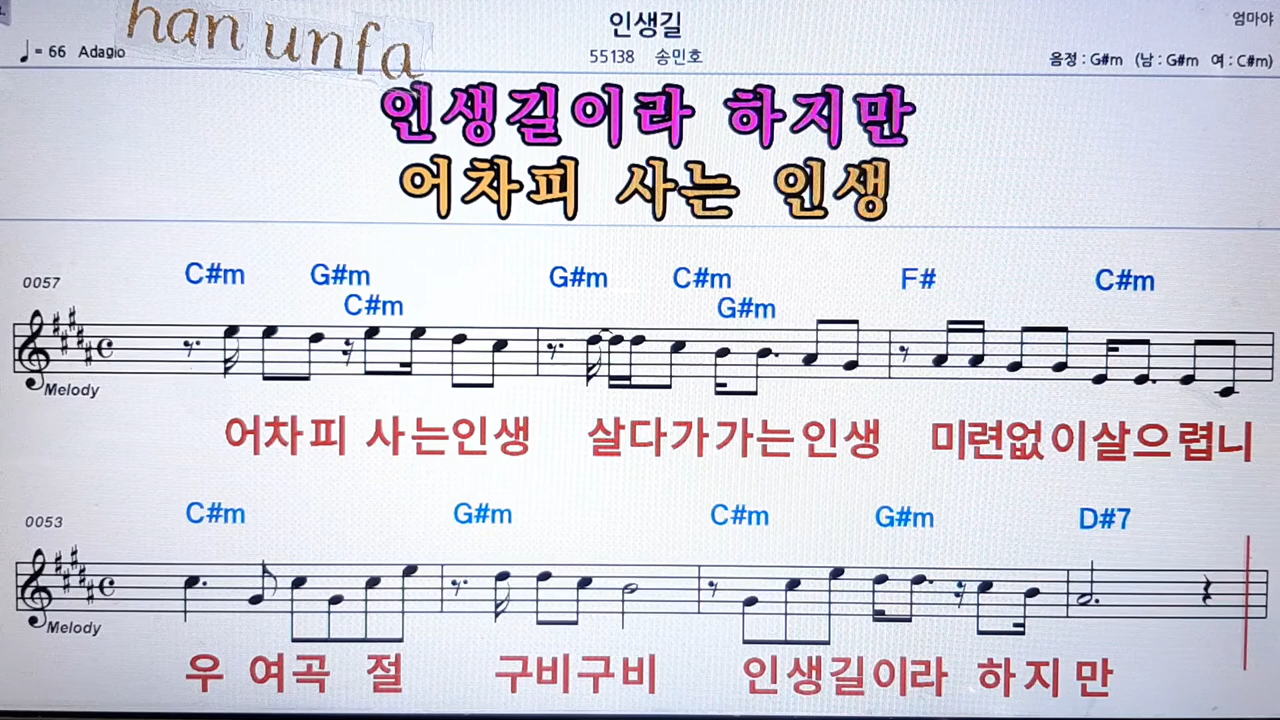 han unfa
인생길
엄마야
♩= 66 Adagio
55138 송민호
음정 : G#m (남 : G#m 여 : C#m)
인생길이라 하지만
어차피 사는 인생
0057
C#m G#m C#m G#m C#m G#m F# C#m
Melody
어차피 사는인생 살다가가는인생 미련없이살으렵니
0053
C#m G#m C#m G#m D#7
Melody
우 여곡 절 구비구비 인생길이라 하지만